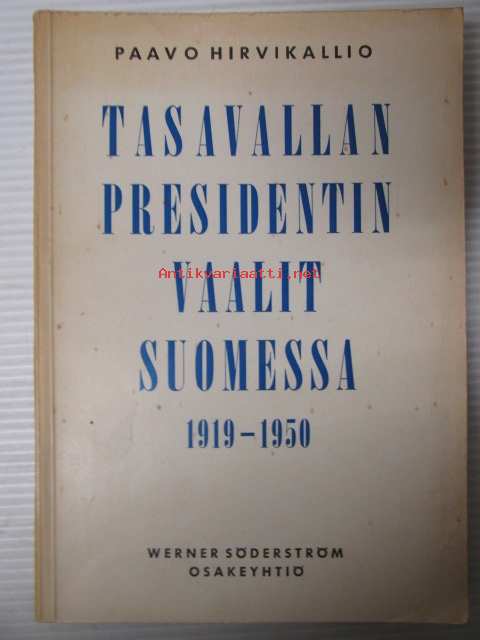 PAAVO HIRVIKALLIO
TASAVALLAN
PRESIDENTIN
Antikvariaatti.net
VAALIT
SUOMESSA
1919–1950
WERNER SÖDERSTRÖM
OSAKEYHTIÖ